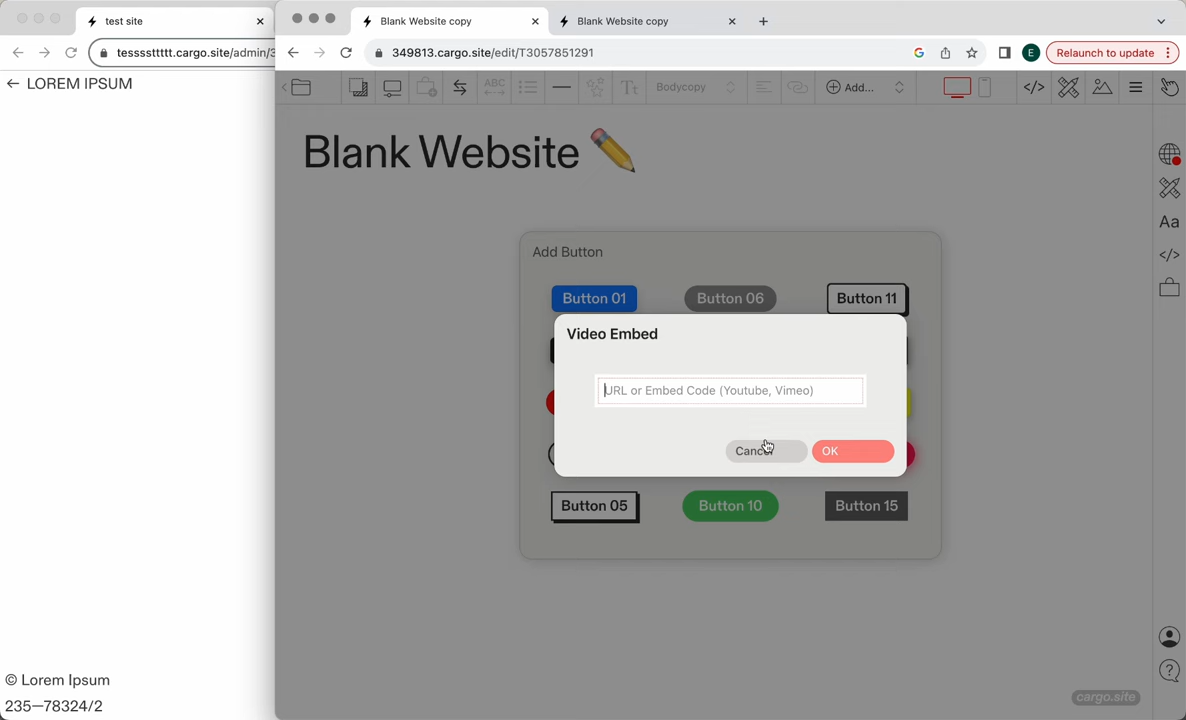 test site
Blank Website copy
Blank Website copy
tessssttttt.cargo.site/admin/3
349813.cargo.site/edit/T3057851291
G
E
Relaunch to update
LOREM IPSUM
ABC
Tt
Bodycopy
Add...
</>
Blank Website
Aa
</>
Add Button
Button 01
Button 06
Button 11
Video Embed
URL or Embed Code (Youtube, Vimeo)
Cancel
OK
Button 05
Button 10
Button 15
© Lorem Ipsum
235—78324/2
cargo.site